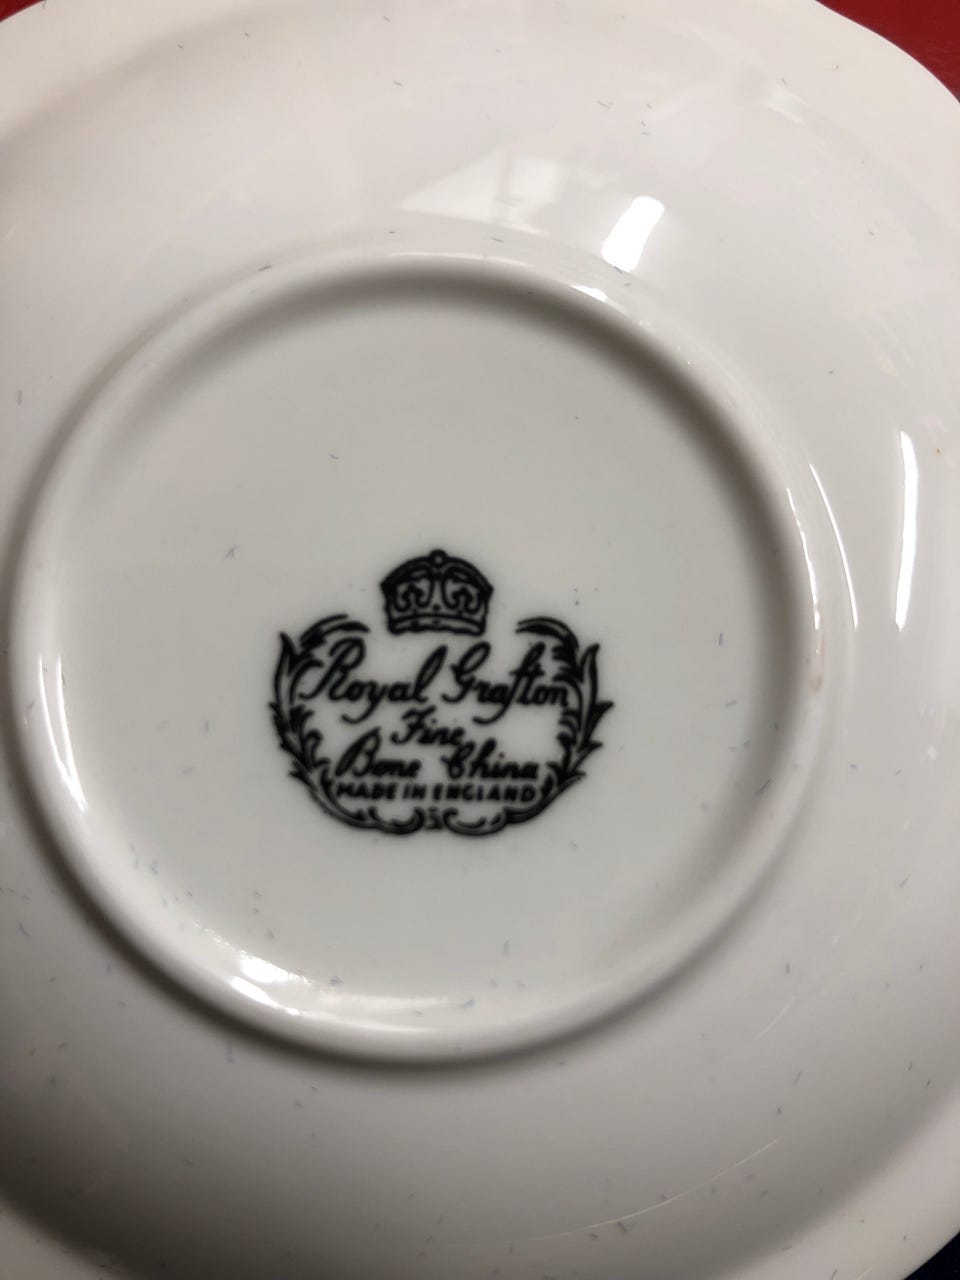 Royal Grafton
Fine
Bone China
MADE IN ENGLAND